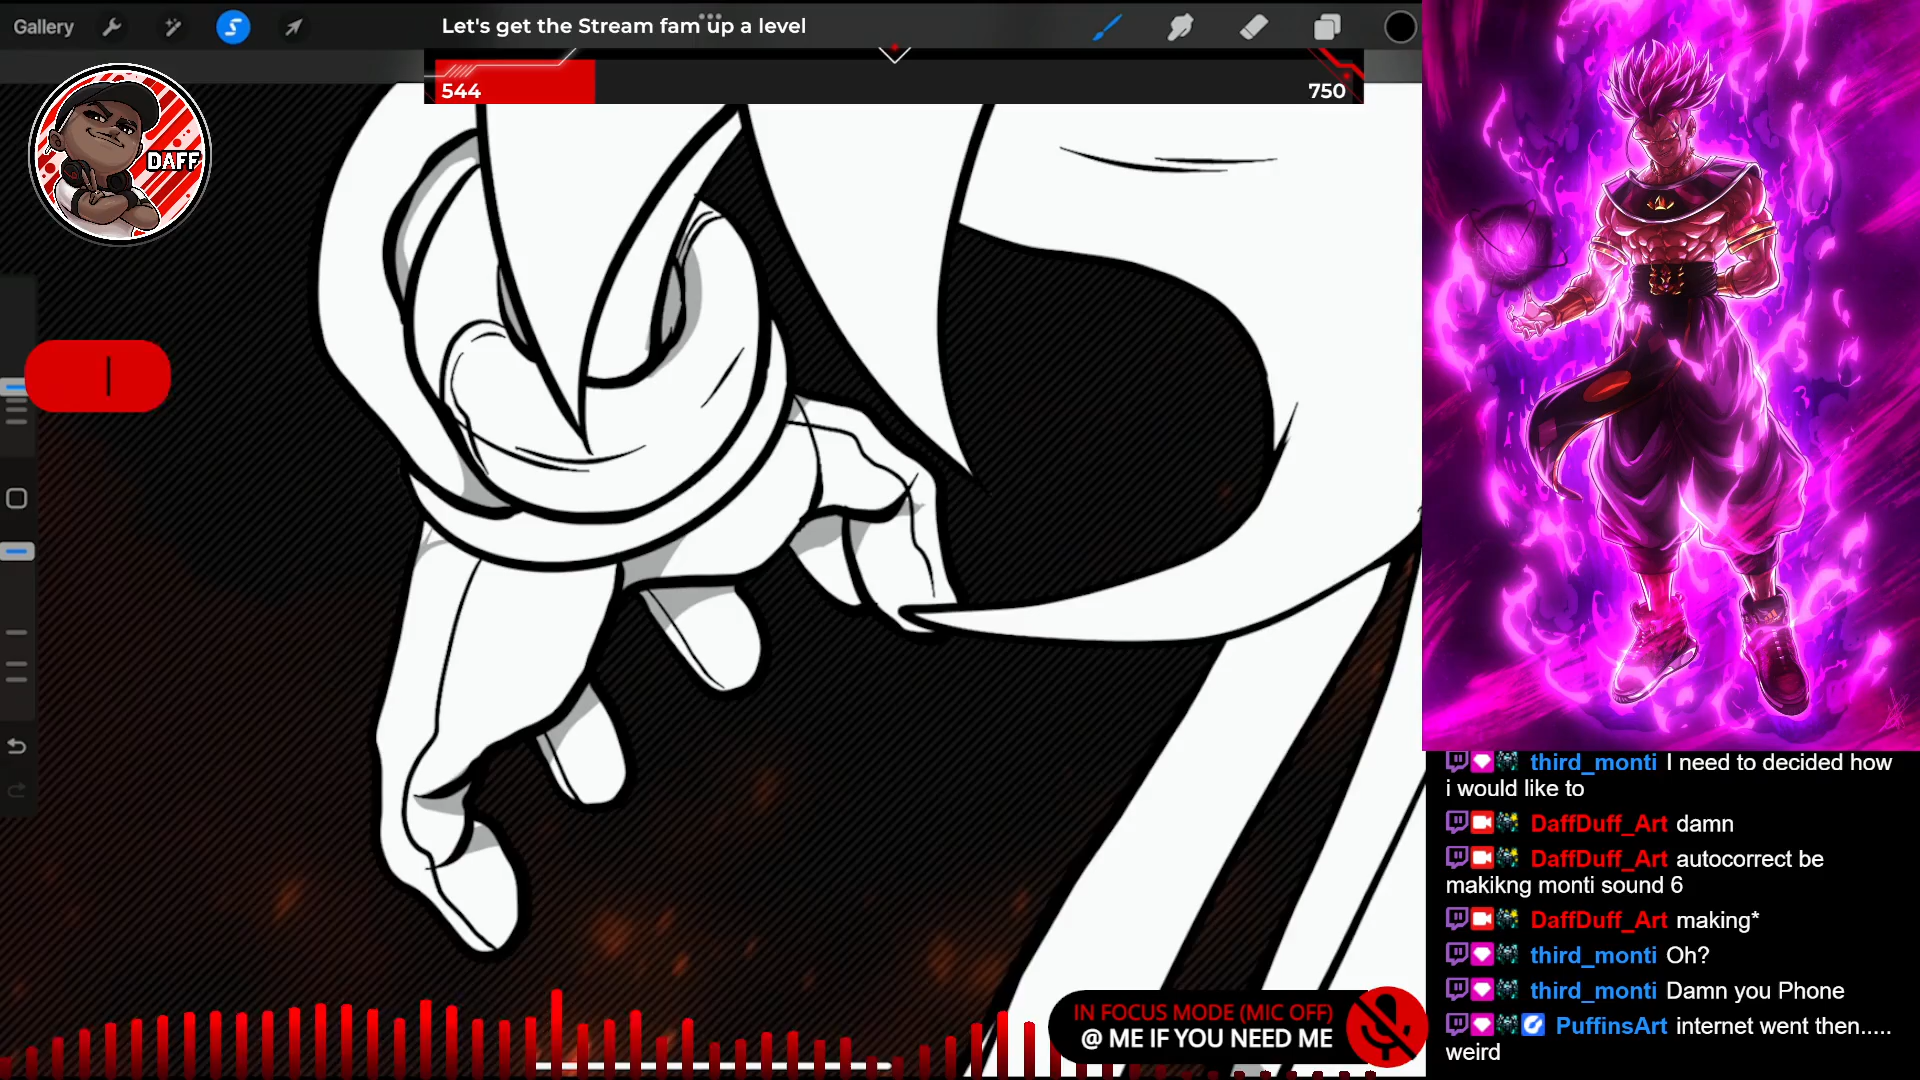 Gallery
Let's get the Stream fam up a level
544
750
DAFF
third_monti I need to decided how
i would like to
DaffDuff_Art damn
DaffDuff_Art autocorrect be
makikng monti sound 6
DaffDuff_Art making*
third_monti Oh?
third_monti Damn you Phone
PuffinsArt internet went then.....
weird
IN FOCUS MODE (MIC OFF)
@ ME IF YOU NEED ME